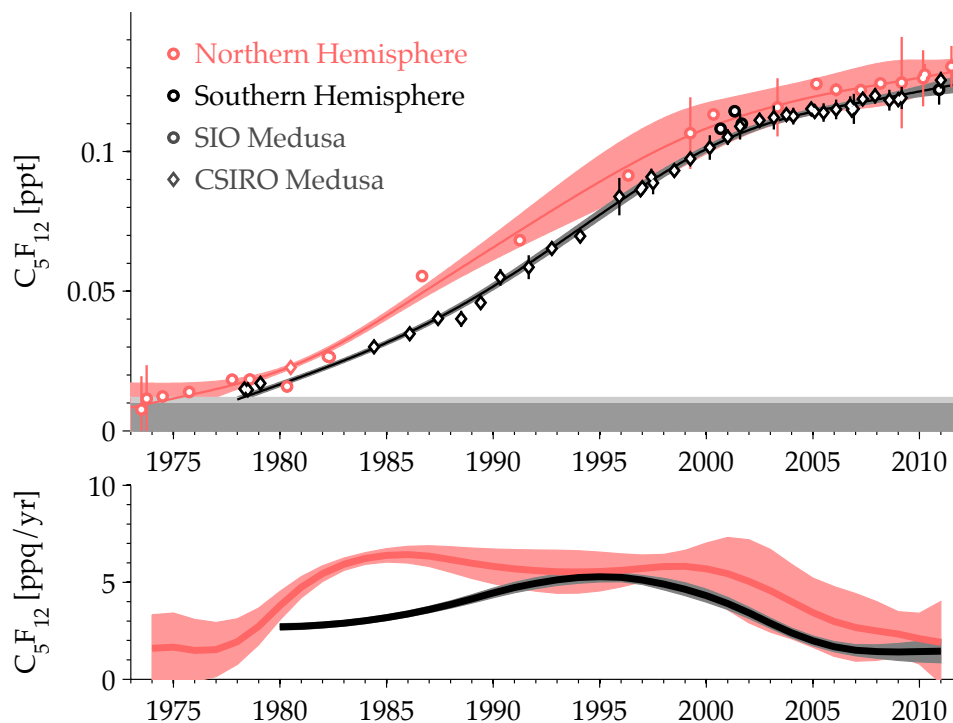 Northern Hemisphere
Southern Hemisphere
SIO Medusa
CSIRO Medusa
C5F12 [ppt]
0.1
0.05
0
1975 1980 1985 1990 1995 2000 2005 2010
C5F12 [ppq/yr]
10
5
0
1975 1980 1985 1990 1995 2000 2005 2010